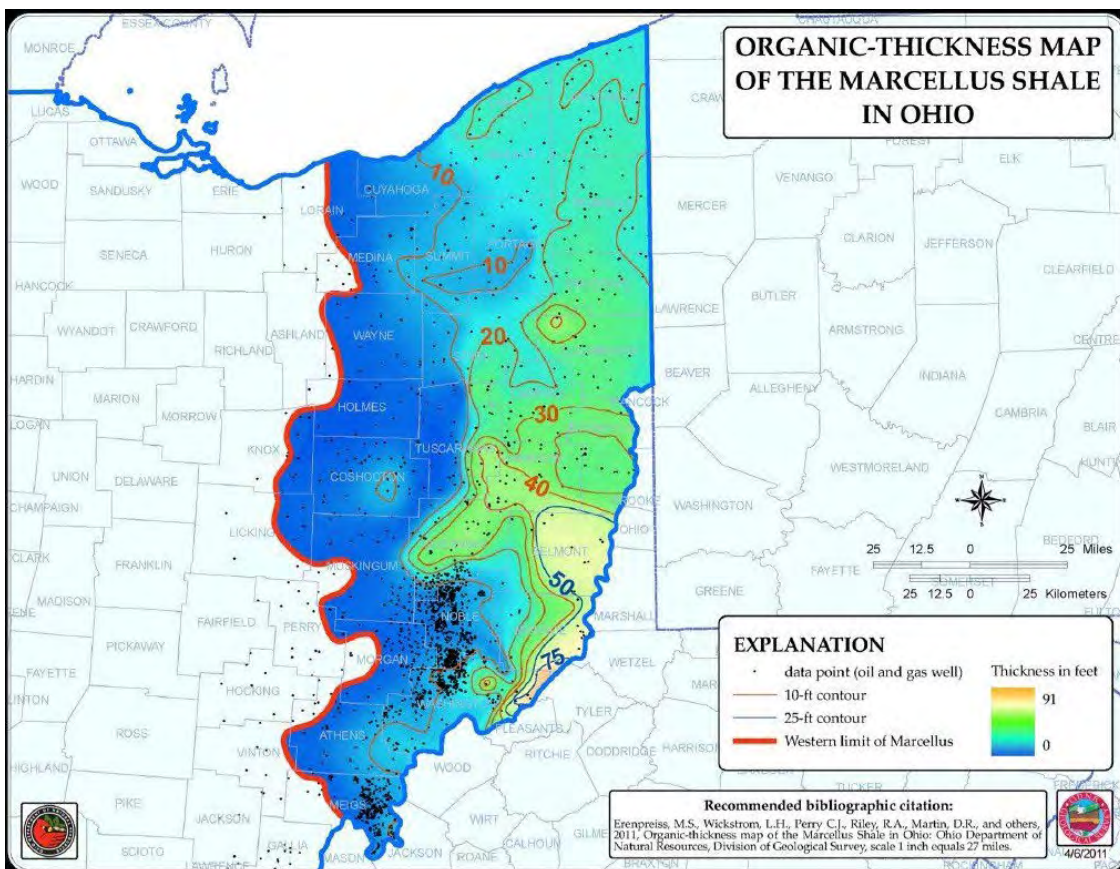 ORGANIC-THICKNESS MAP
OF THE MARCELLUS SHALE
IN OHIO
ESSEX COUNTY
CHAUTAUQUA
MONROE
LUCAS
OTTAWA
WOOD
SANDUSKY
ERIE
LORAIN
CUYAHOGA
10
CRAW
FOREST
ELK
VENANGO
MERCER
CLARION
JEFFERSON
CLEARFIELD
SENECA
HURON
MEDINA
SUMMIT
PORTAGE
10
HANCOCK
LAWRENCE
BUTLER
ARMSTRONG
WYANDOT
CRAWFORD
ASHLAND
WAYNE
20
RICHLAND
CENTRE
HARDIN
BEAVER
INDIANA
MARION
MORROW
HOLMES
ALLEGHENY
CAMBRIA
LOGAN
30
BLAIR
KNOX
TUSCARAWAS
UNION
DELAWARE
COSHOCTON
WESTMORELAND
CHAMPAIGN
40
BROOKE
WASHINGTON
LICKING
OHIO
BELMONT
BEDFORD
CLARK
FRANKLIN
MUSKINGUM
50
GREENE
FAYETTE
SOMERSET
25 12.5 0 25 Miles
25 12.5 0 25 Kilometers
MADISON
FAIRFIELD
PERRY
NOBLE
MARSHALL
PICKAWAY
MORGAN
75
WETZEL
FAYETTE
HOCKING
TYLER
ROSS
ATHENS
PLEASANTS
RITCHIE
DODDRIDGE
HARRISON
VINTON
WOOD
HIGHLAND
MEIGS
PIKE
JACKSON
SCIOTO
GALLIA
LAWRENCE
MASON
JACKSON
ROANE
CALHOUN
GILMER
BRAXTON
TUCKER
EXPLANATION
data point (oil and gas well)
10-ft contour
25-ft contour
Western limit of Marcellus
Thickness in feet
91
0
Recommended bibliographic citation:
Erenpreiss, M.S., Wickstrom, L.H., Perry C.J., Riley, R.A., Martin, D.R., and others,
2011, Organic-thickness map of the Marcellus Shale in Ohio: Ohio Department of
Natural Resources, Division of Geological Survey, scale 1 inch equals 27 miles.
4/6/2011
ROCKINGHAM